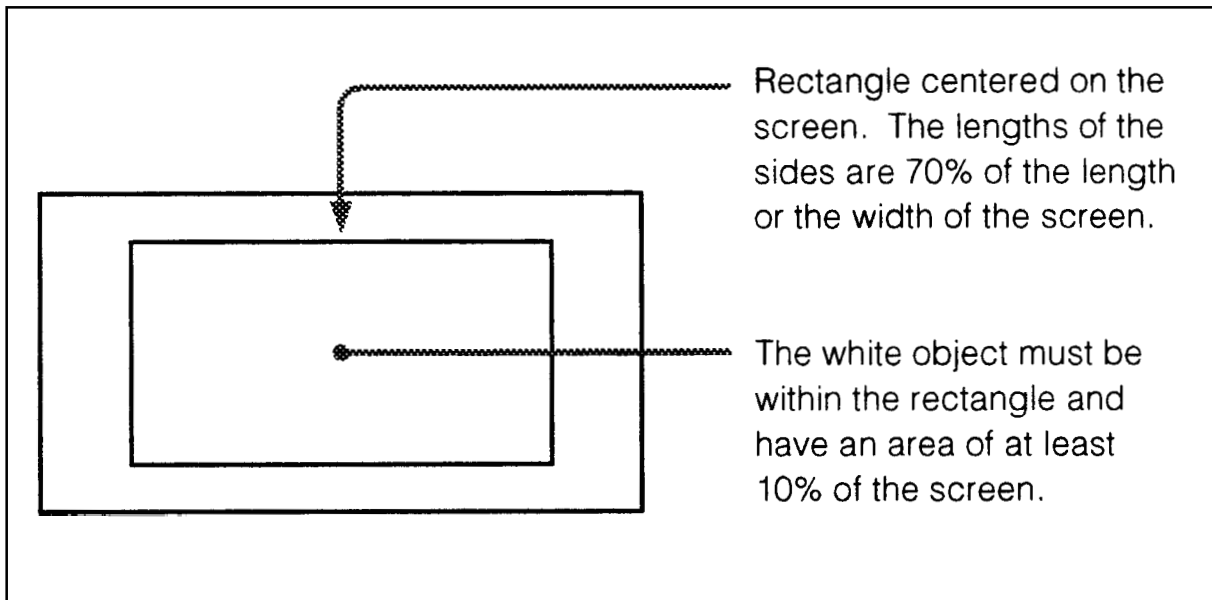 Rectangle centered on the
screen. The lengths of the
sides are 70% of the length
or the width of the screen.
The white object must be
within the rectangle and
have an area of at least
10% of the screen.